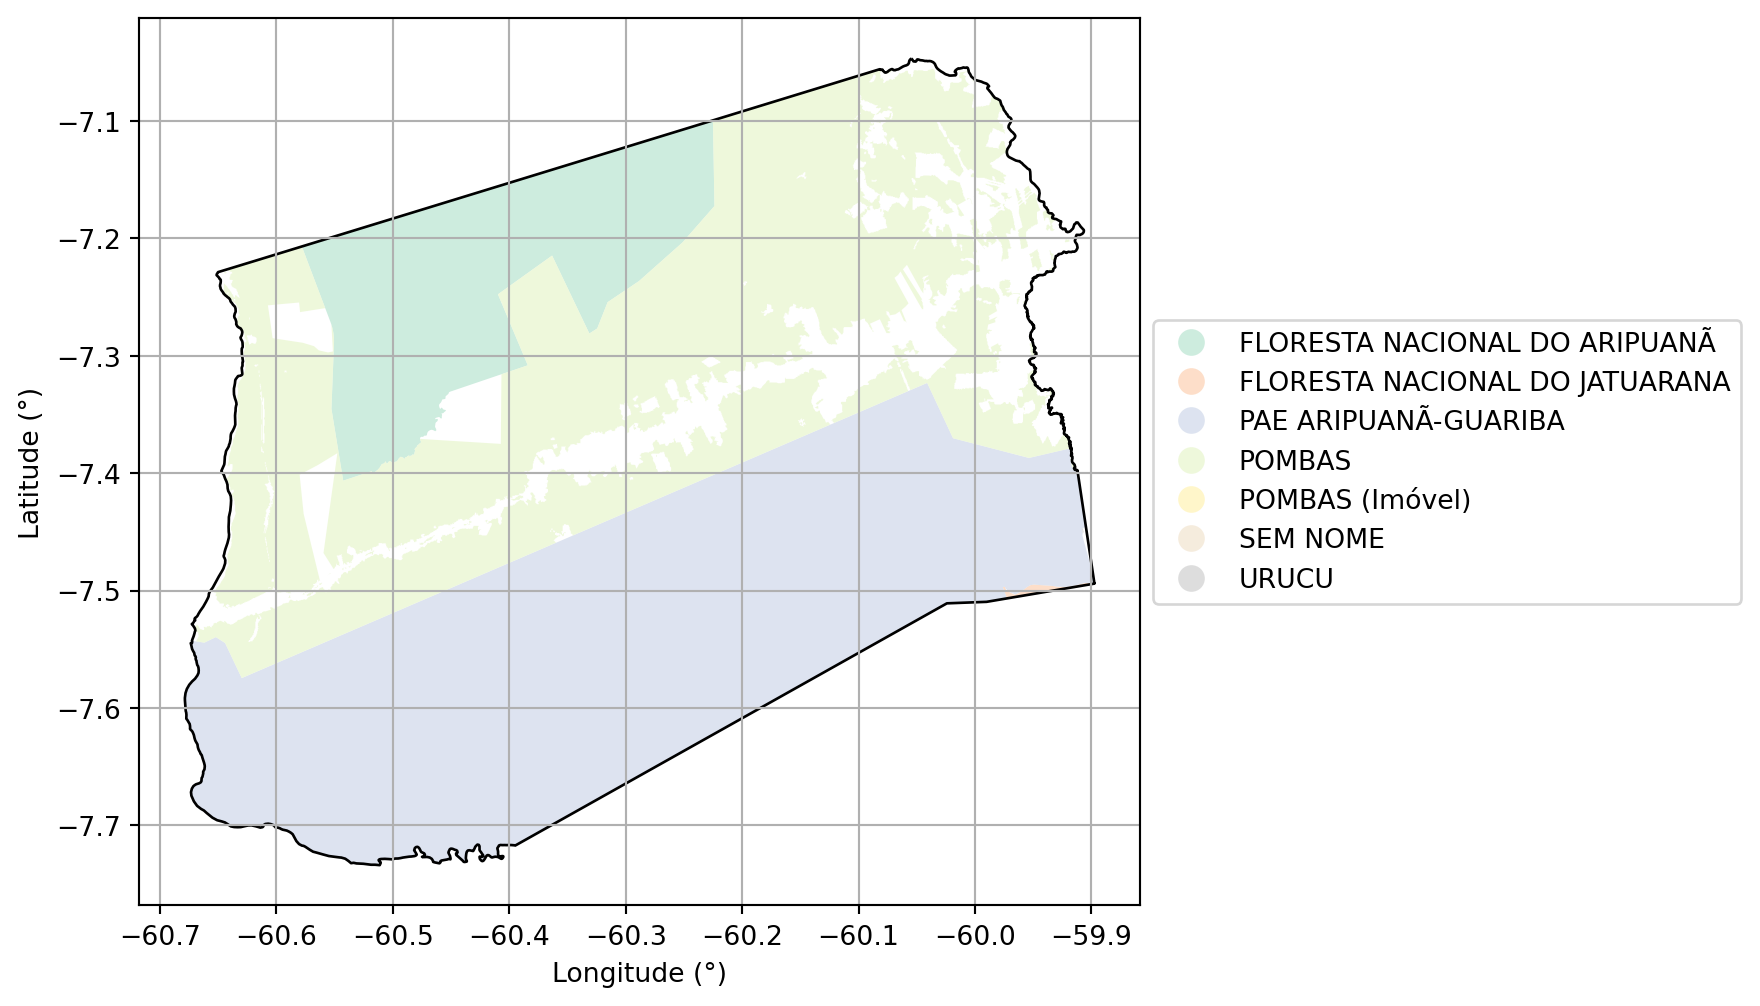 −7.1
−7.2
−7.3
−7.4
−7.5
−7.6
−7.7
Latitude (°)
−60.7 −60.6 −60.5 −60.4 −60.3 −60.2 −60.1 −60.0 −59.9
Longitude (°)
FLORESTA NACIONAL DO ARIPUANÃ
FLORESTA NACIONAL DO JATUARANA
PAE ARIPUANÃ-GUARIBA
POMBAS
POMBAS (Imóvel)
SEM NOME
URUCU